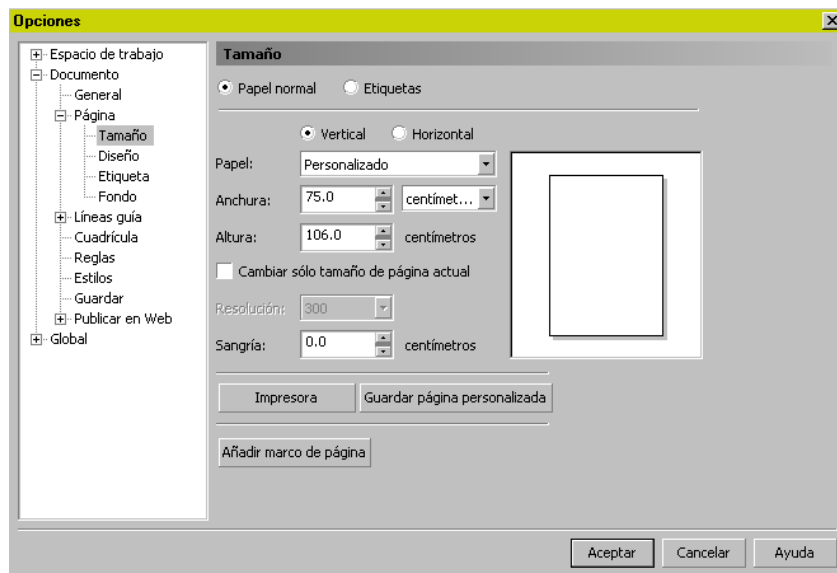 Opciones
Espacio de trabajo
Documento
General
Página
Tamaño
Diseño
Etiqueta
Fondo
Líneas guía
Cuadrícula
Reglas
Estilos
Guardar
Publicar en Web
Global
Tamaño
Papel normal Etiquetas
Vertical Horizontal
Papel: Personalizado
Anchura: 75.0 centímet...
Altura: 106.0 centímetros
Cambiar sólo tamaño de página actual
Resolución: 300
Sangría: 0.0 centímetros
Impresora Guardar página personalizada
Añadir marco de página
Aceptar Cancelar Ayuda